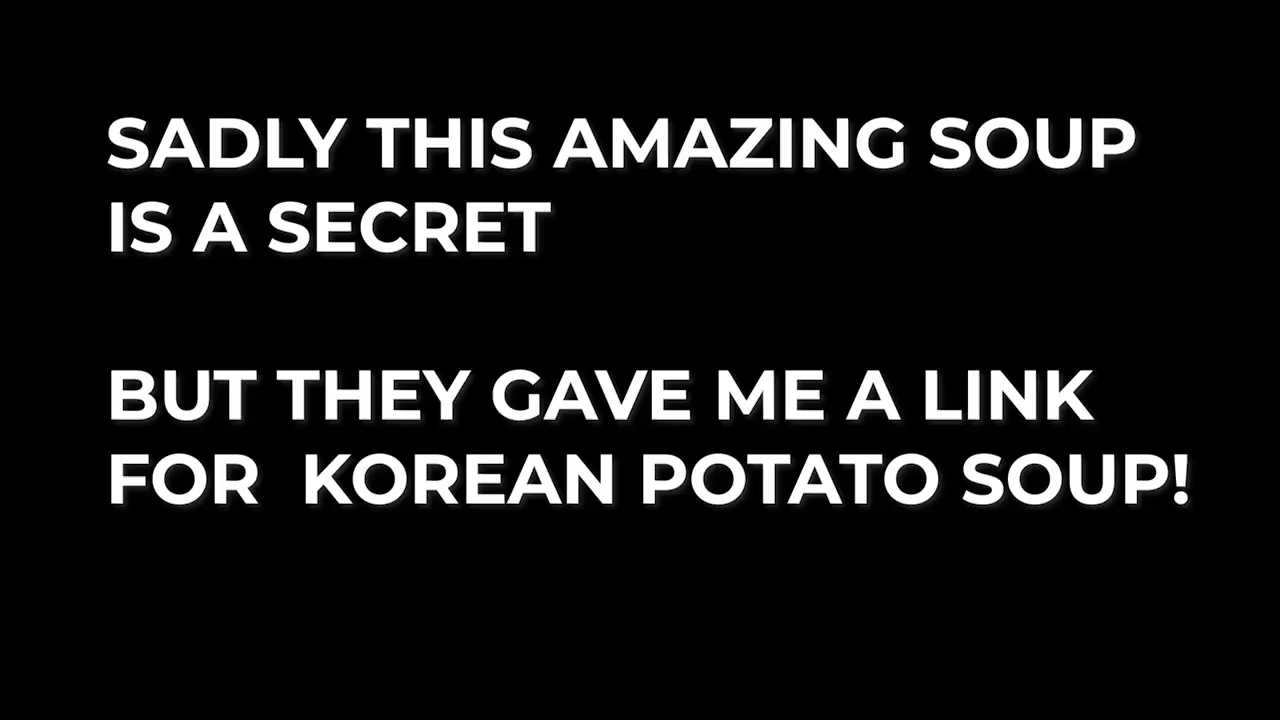 SADLY THIS AMAZING SOUP
IS A SECRET
BUT THEY GAVE ME A LINK
FOR  KOREAN POTATO SOUP!